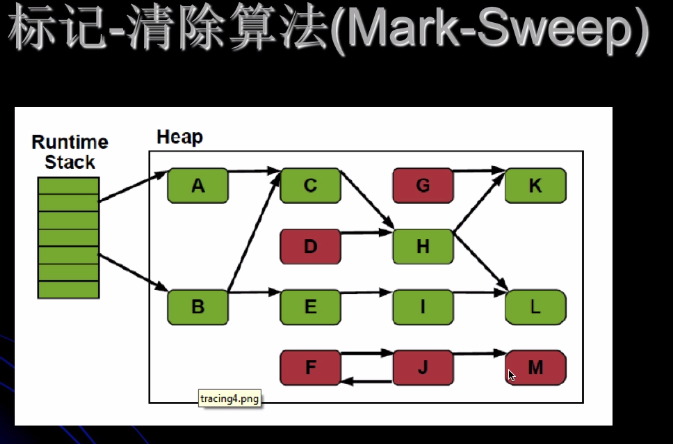 标记-清除算法(Mark-Sweep)
Runtime
Stack
Heap
A
C
G
K
D
H
B
E
I
L
F
J
M
tracing4.png